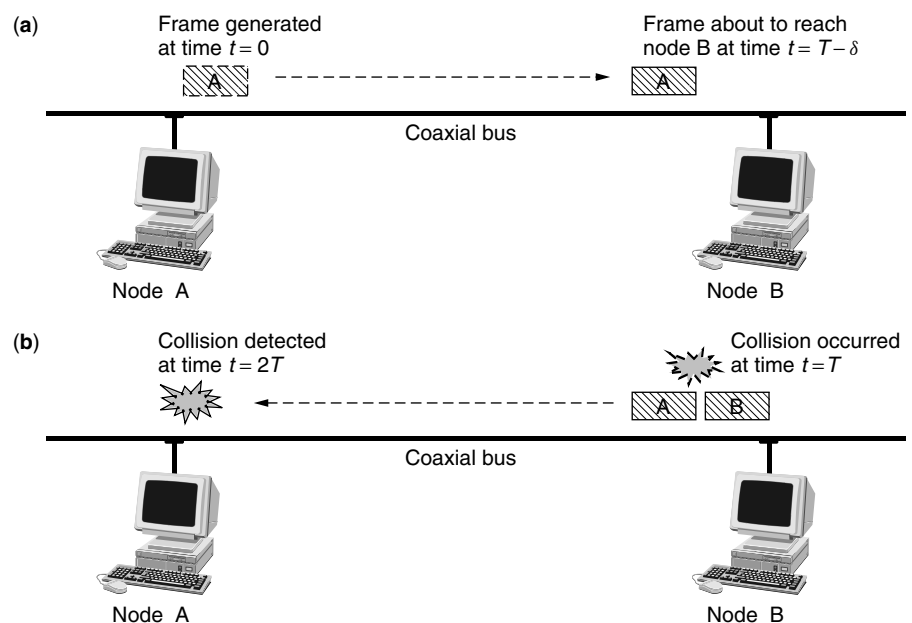 (a)
Frame generated
at time t = 0
Frame about to reach
node B at time t = T – δ
A
A
Coaxial bus
Node A
Node B
(b)
Collision detected
at time t = 2T
Collision occurred
at time t = T
A
B
Coaxial bus
Node A
Node B